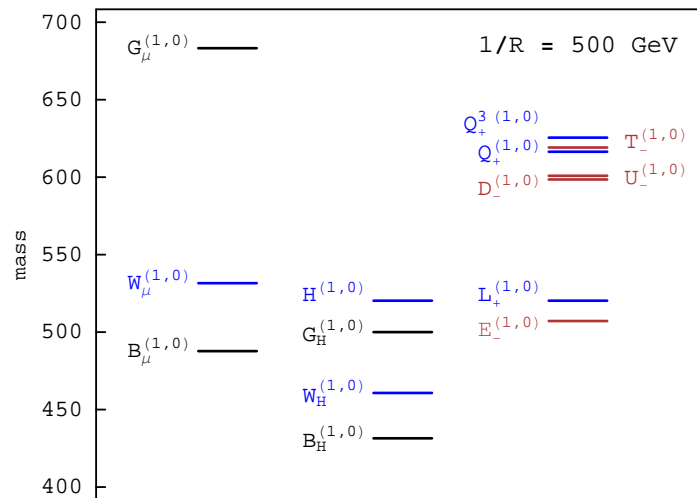 700
G_μ^(1,0)
1/R = 500 GeV
650
Q_+^3 (1,0)
T_-^(1,0)
Q_+^(1,0)
600
D_-^(1,0)
U_-^(1,0)
550
mass
W_μ^(1,0)
H^(1,0)
L_+^(1,0)
500
G_H^(1,0)
E_-^(1,0)
B_μ^(1,0)
450
W_H^(1,0)
B_H^(1,0)
400